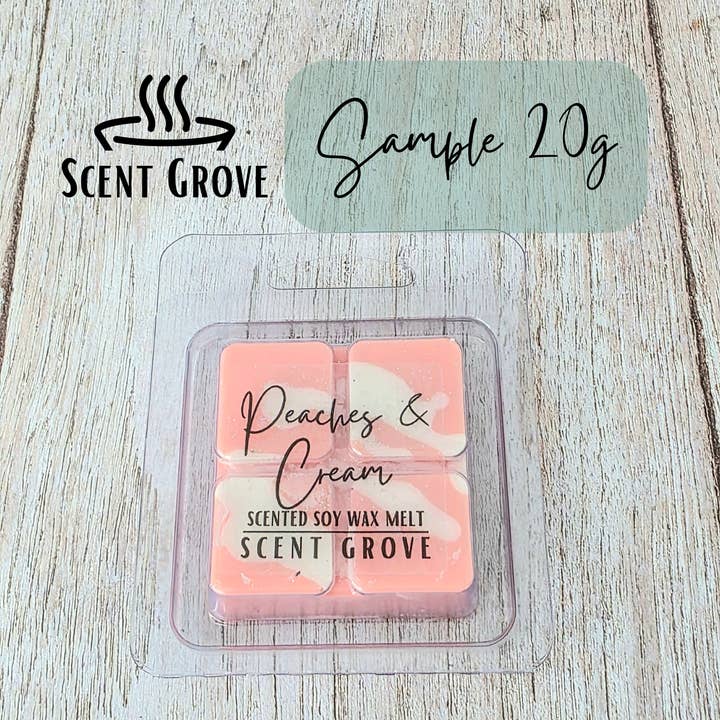 SCENT GROVE
Sample 20g
Peaches &
Cream
SCENTED SOY WAX MELT
SCENT GROVE